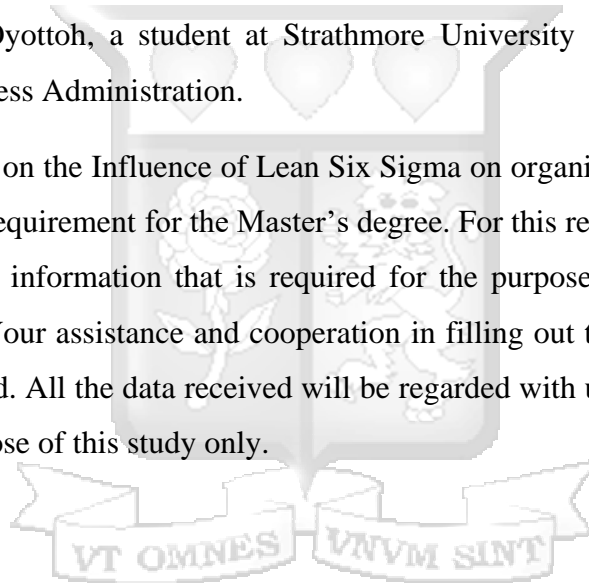 Oyottoh, a student at Strathmore University
ess Administration.
on the Influence of Lean Six Sigma on organi
equirement for the Master's degree. For this re
information that is required for the purpose
Your assistance and cooperation in filling out t
d. All the data received will be regarded with u
ose of this study only.
VT OMNES VNVM SINT